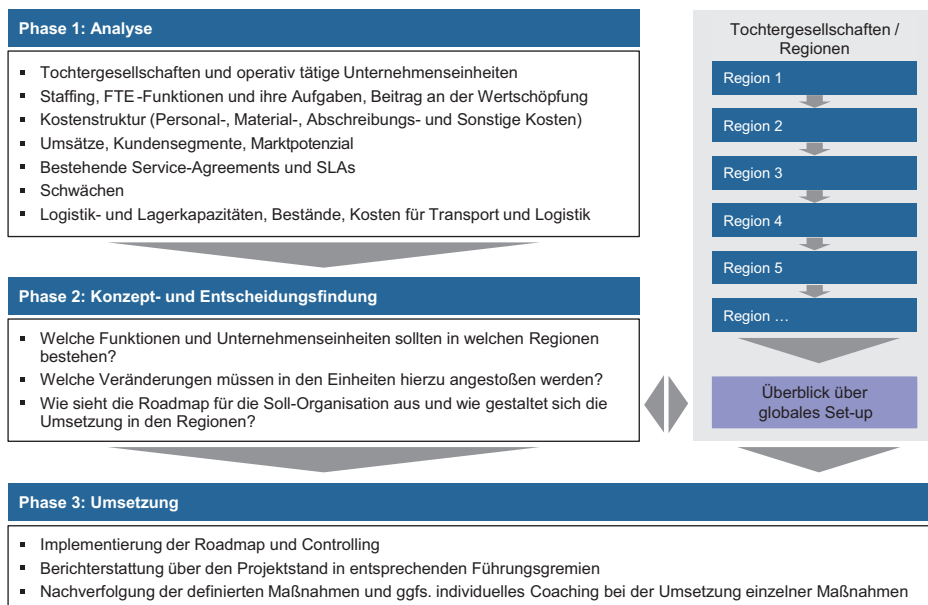 Phase 1: Analyse
Tochtergesellschaften und operativ tätige Unternehmenseinheiten
Staffing, FTE-Funktionen und ihre Aufgaben, Beitrag an der Wertschöpfung
Kostenstruktur (Personal-, Material-, Abschreibungs- und Sonstige Kosten)
Umsätze, Kundensegmente, Marktpotenzial
Bestehende Service-Agreements und SLAs
Schwächen
Logistik- und Lagerkapazitäten, Bestände, Kosten für Transport und Logistik
Phase 2: Konzept- und Entscheidungsfindung
Welche Funktionen und Unternehmenseinheiten sollten in welchen Regionen
bestehen?
Welche Veränderungen müssen in den Einheiten hierzu angestoßen werden?
Wie sieht die Roadmap für die Soll-Organisation aus und wie gestaltet sich die
Umsetzung in den Regionen?
Tochtergesellschaften /
Regionen
Region 1
Region 2
Region 3
Region 4
Region 5
Region …
Überblick über
globales Set-up
Phase 3: Umsetzung
Implementierung der Roadmap und Controlling
Berichterstattung über den Projektstand in entsprechenden Führungsgremien
Nachverfolgung der definierten Maßnahmen und ggfs. individuelles Coaching bei der Umsetzung einzelner Maßnahmen